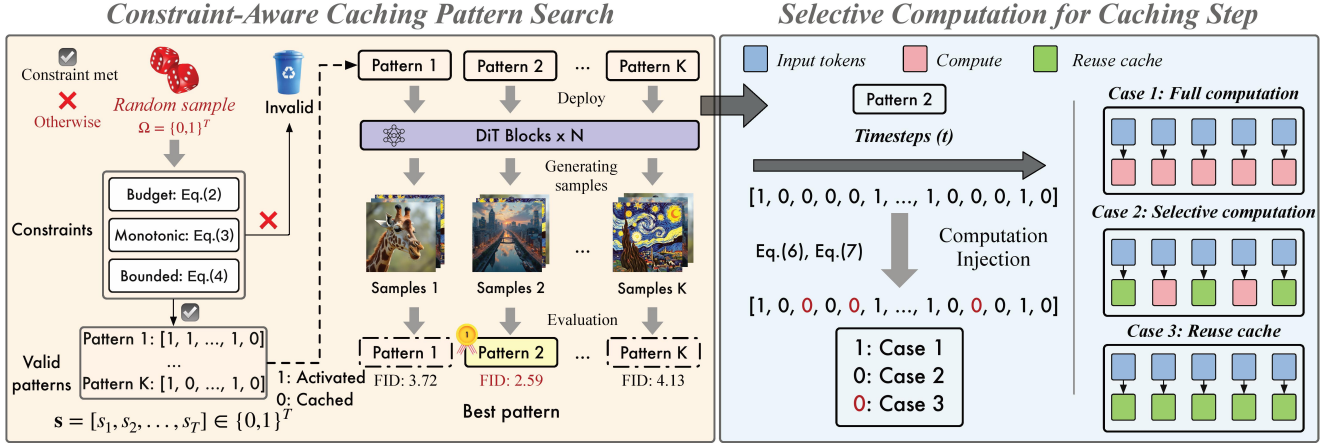 Constraint-Aware Caching Pattern Search
Constraint met
Otherwise
Random sample
Ω = {0,1}^T
Invalid
Constraints
Budget: Eq.(2)
Monotonic: Eq.(3)
Bounded: Eq.(4)
Valid patterns
Pattern 1: [1, 1, ..., 1, 0]
...
Pattern K: [1, 0, ..., 1, 0]
1: Activated
0: Cached
s = [s₁, s₂, . . . , s_T] ∈ {0,1}^T
Pattern 1 Pattern 2 ... Pattern K
Deploy
DiT Blocks x N
Generating samples
...
Samples 1 Samples 2 Samples K
Evaluation
1
Pattern 1 Pattern 2 ... Pattern K
FID: 3.72 FID: 2.59 FID: 4.13
Best pattern
Selective Computation for Caching Step
Input tokens Compute Reuse cache
Pattern 2
Timesteps (t)
[1, 0, 0, 0, 0, 1, ..., 1, 0, 0, 0, 1, 0]
Eq.(6), Eq.(7)
Computation Injection
[1, 0, 0, 0, 0, 1, ..., 1, 0, 0, 0, 1, 0]
1: Case 1
0: Case 2
0: Case 3
Case 1: Full computation
Case 2: Selective computation
Case 3: Reuse cache